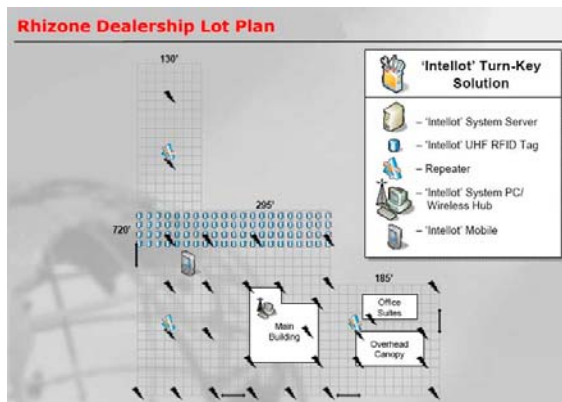 Rhizone Dealership Lot Plan
130'
295'
720'
185'
Office
Suites
Main
Building
Overhead
Canopy
'Intellot' Turn-Key
Solution
– 'Intellot' System Server
– 'Intellot' UHF RFID Tag
– Repeater
– 'Intellot' System PC/
Wireless Hub
– 'Intellot' Mobile